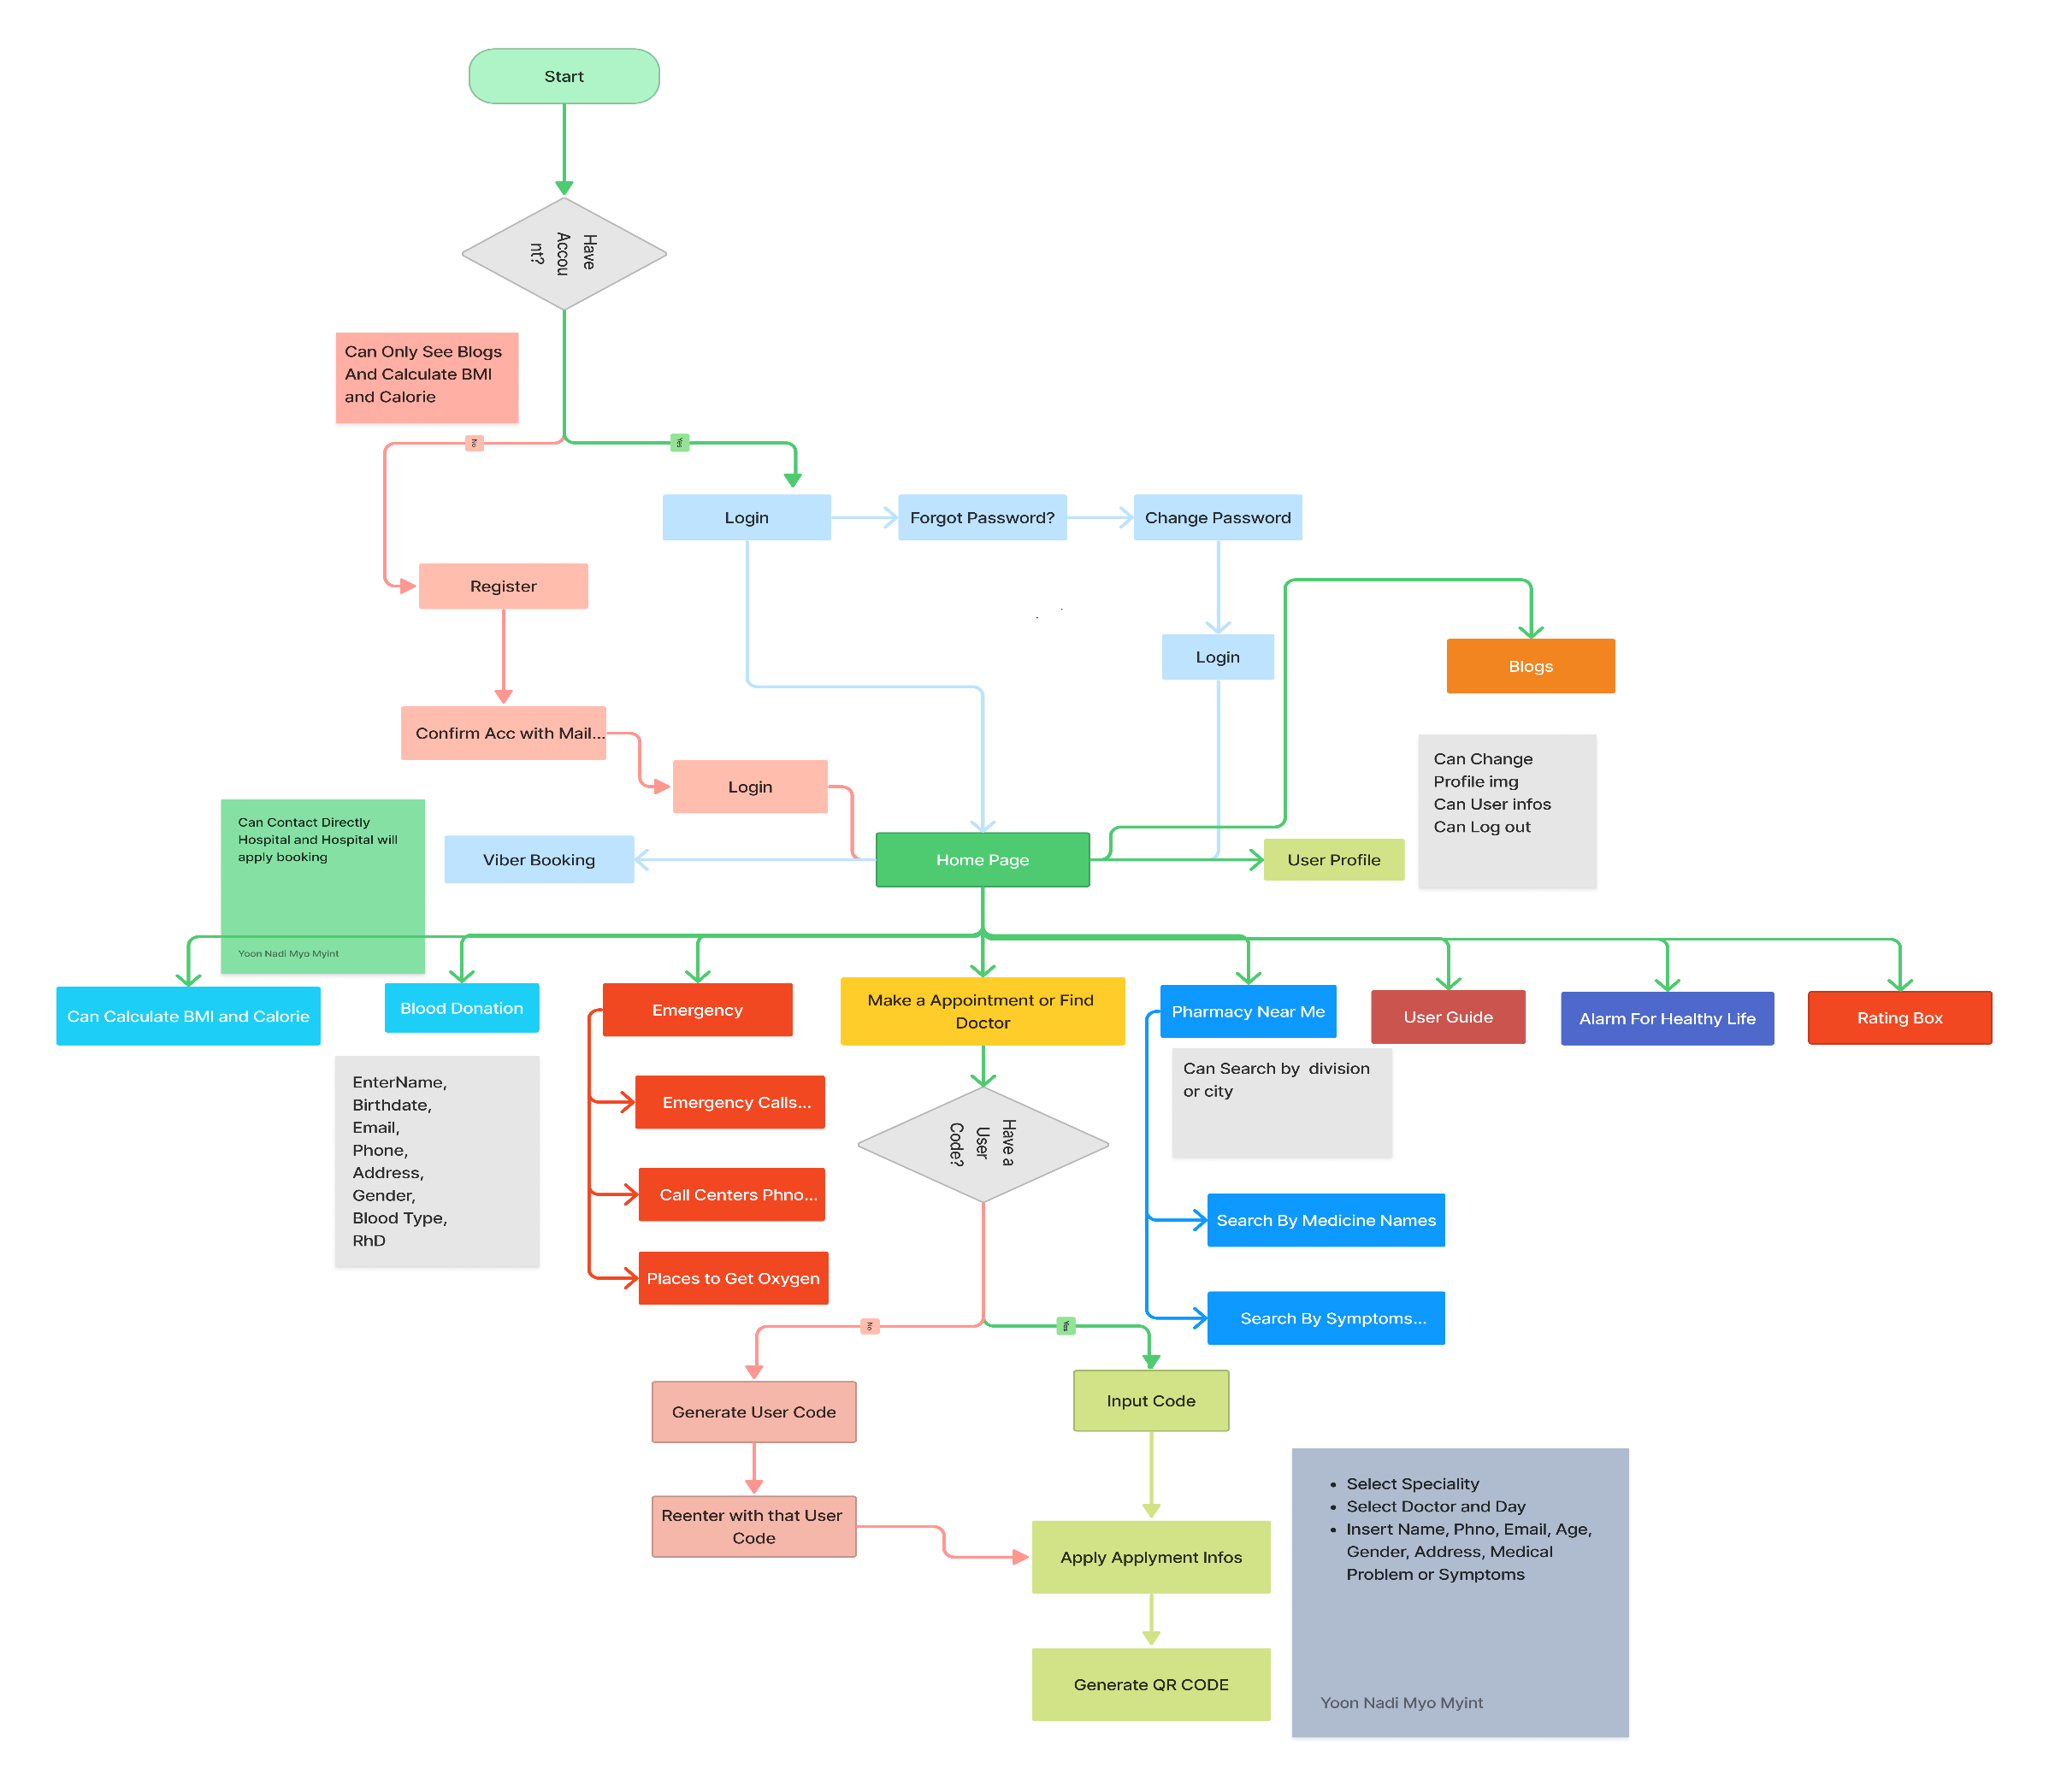 Start
Have
Accou
nt?
Can Only See Blogs
And Calculate BMI
and Calorie
No
Yes
Login
Forgot Password?
Change Password
Register
Login
Blogs
Confirm Acc with Mail...
Login
Can Change
Profile img
Can User infos
Can Log out
Can Contact Directly
Hospital and Hospital will
apply booking
Yoon Nadi Myo Myint
Viber Booking
Home Page
User Profile
Can Calculate BMI and Calorie
Blood Donation
Emergency
Make a Appointment or Find
Doctor
Pharmacy Near Me
User Guide
Alarm For Healthy Life
Rating Box
EnterName,
Birthdate,
Email,
Phone,
Address,
Gender,
Blood Type,
RhD
Emergency Calls...
Call Centers Phno...
Places to Get Oxygen
Have a
User
Code?
Can Search by  division
or city
Search By Medicine Names
Search By Symptoms...
No
Yes
Generate User Code
Input Code
Reenter with that User
Code
Apply Applyment Infos
Generate QR CODE
• Select Speciality
• Select Doctor and Day
• Insert Name, Phno, Email, Age,
Gender, Address, Medical
Problem or Symptoms
Yoon Nadi Myo Myint